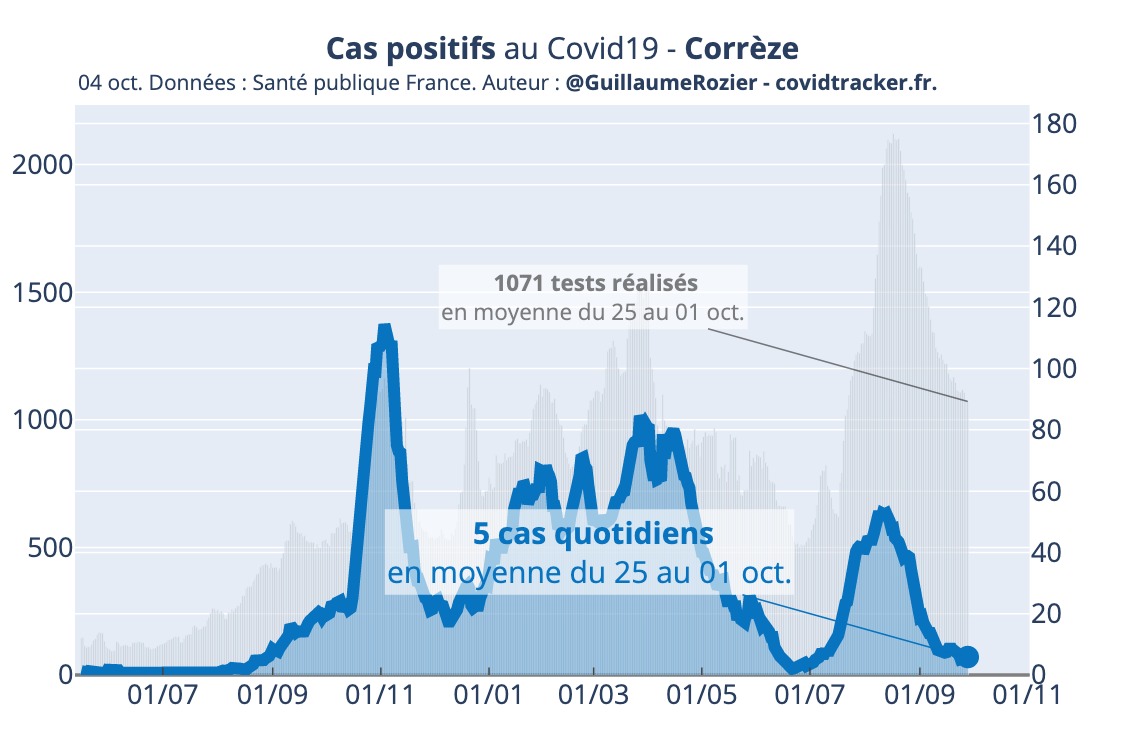 Cas positifs au Covid19 - Corrèze
04 oct. Données : Santé publique France. Auteur : @GuillaumeRozier - covidtracker.fr.
180
2000
160
140
1071 tests réalisés
en moyenne du 25 au 01 oct.
1500
120
100
1000
80
60
5 cas quotidiens
en moyenne du 25 au 01 oct.
500
40
20
0
0
01/07 01/09 01/11 01/01 01/03 01/05 01/07 01/09 01/11